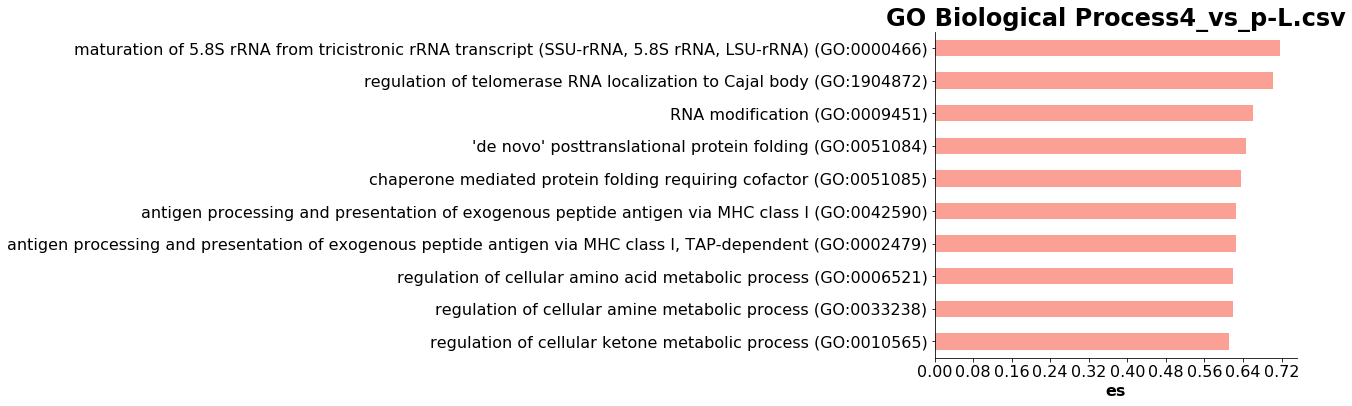 GO Biological Process4_vs_p-L.csv
maturation of 5.8S rRNA from tricistronic rRNA transcript (SSU-rRNA, 5.8S rRNA, LSU-rRNA) (GO:0000466)
regulation of telomerase RNA localization to Cajal body (GO:1904872)
RNA modification (GO:0009451)
'de novo' posttranslational protein folding (GO:0051084)
chaperone mediated protein folding requiring cofactor (GO:0051085)
antigen processing and presentation of exogenous peptide antigen via MHC class I (GO:0042590)
antigen processing and presentation of exogenous peptide antigen via MHC class I, TAP-dependent (GO:0002479)
regulation of cellular amino acid metabolic process (GO:0006521)
regulation of cellular amine metabolic process (GO:0033238)
regulation of cellular ketone metabolic process (GO:0010565)
0.00 0.08 0.16 0.24 0.32 0.40 0.48 0.56 0.64 0.72
es